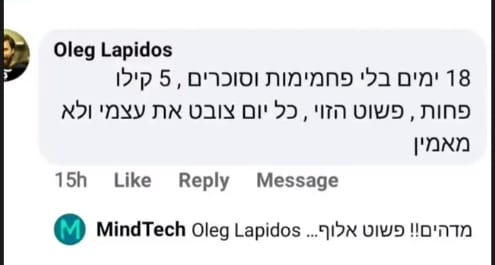 Oleg Lapidos
18 ימים בלי פחמימות וסוכרים , 5 קילו
פחות , פשוט הזוי , כל יום צובט את עצמי ולא
מאמין
15h Like Reply Message
MindTech Oleg Lapidos ...מדהים!! פשוט אלוף